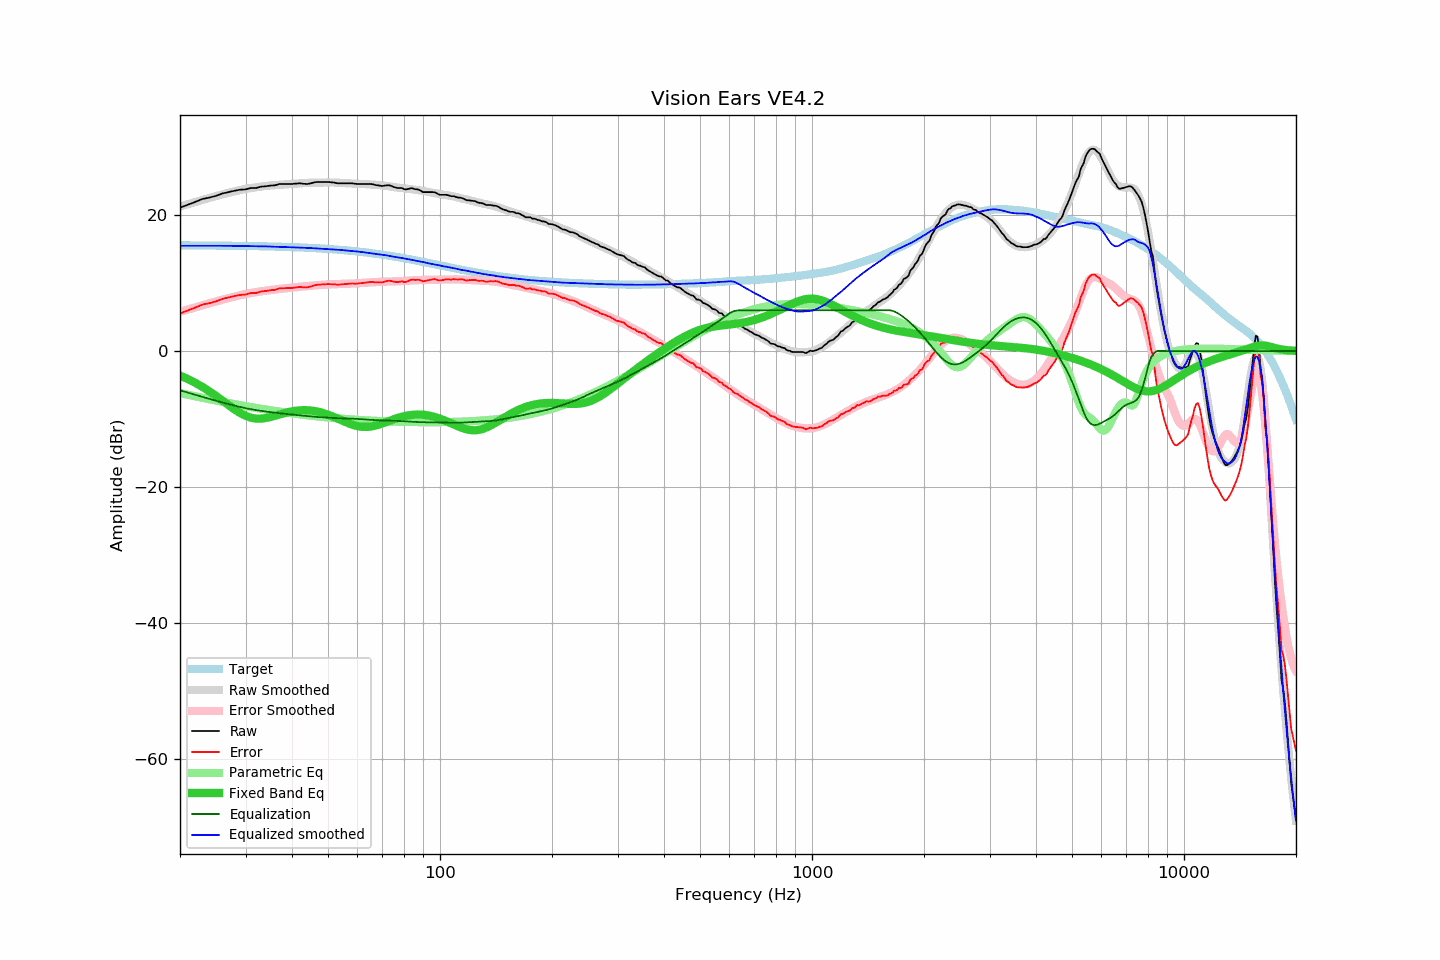 Vision Ears VE4.2
20
0
−20
−40
−60
Amplitude (dBr)
100
1000
10000
Frequency (Hz)
Target
Raw Smoothed
Error Smoothed
Raw
Error
Parametric Eq
Fixed Band Eq
Equalization
Equalized smoothed